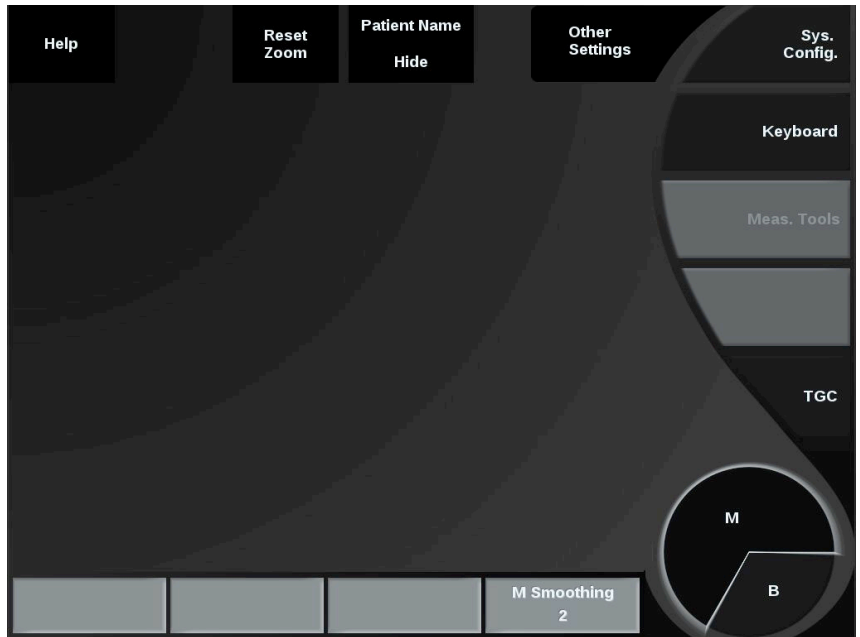 Help
Reset
Zoom
Patient Name
Hide
Other
Settings
Sys.
Config.
Keyboard
Meas. Tools
TGC
M
B
M Smoothing
2